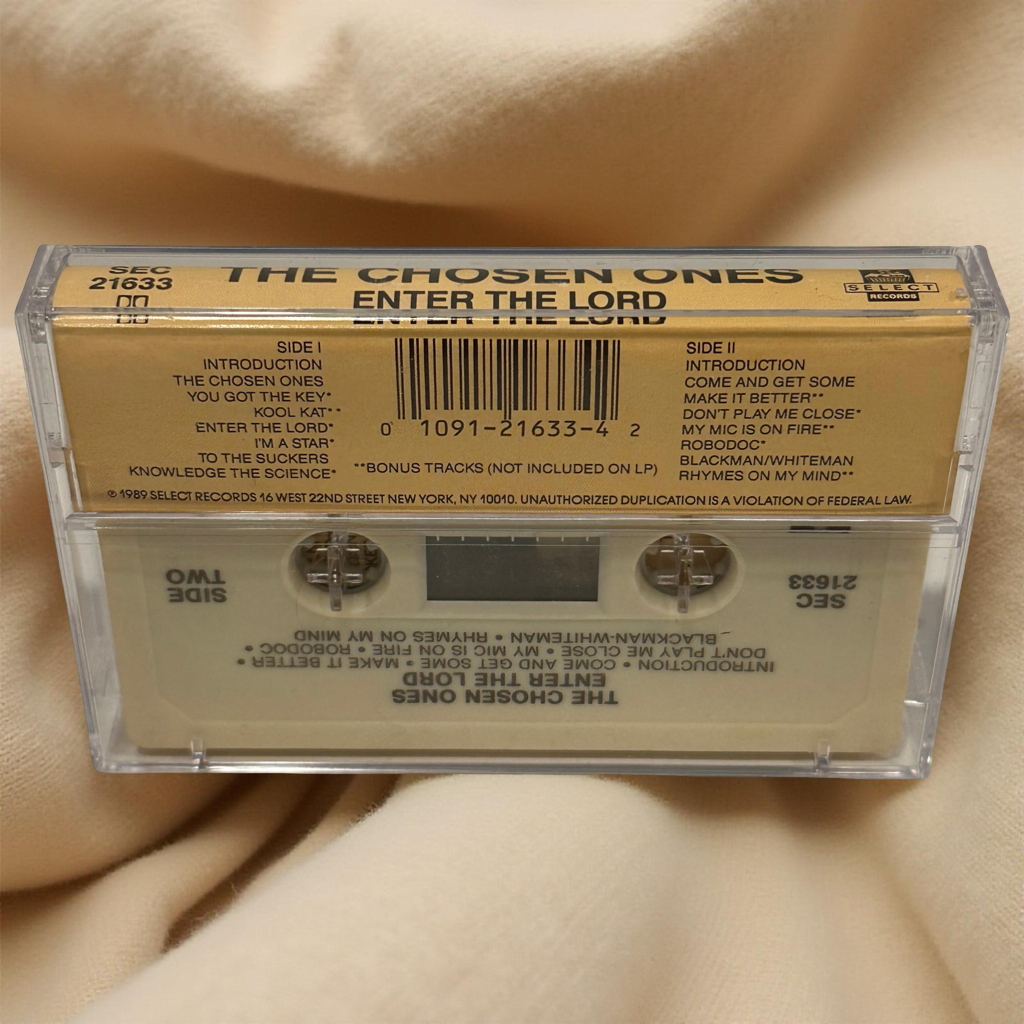 SEC
21633
THE CHOSEN ONES
ENTER THE LORD
SELECT
RECORDS
SIDE I
INTRODUCTION
THE CHOSEN ONES
YOU GOT THE KEY*
KOOL KAT**
ENTER THE LORD*
I'M A STAR*
TO THE SUCKERS
KNOWLEDGE THE SCIENCE*
0 1091-21633-4 2
**BONUS TRACKS (NOT INCLUDED ON LP)
SIDE II
INTRODUCTION
COME AND GET SOME
MAKE IT BETTER**
DON'T PLAY ME CLOSE*
MY MIC IS ON FIRE**
ROBODOC*
BLACKMAN/WHITEMAN
RHYMES ON MY MIND**
℗ 1989 SELECT RECORDS 16 WEST 22ND STREET NEW YORK, NY 10010. UNAUTHORIZED DUPLICATION IS A VIOLATION OF FEDERAL LAW.
THE CHOSEN ONES
ENTER THE LORD
INTRODUCTION • COME AND GET SOME • MAKE IT BETTER •
DON'T PLAY ME CLOSE • MY MIC IS ON FIRE • ROBODOC •
BLACKMAN-WHITEMAN • RHYMES ON MY MIND
SEC
21633
SIDE
TWO